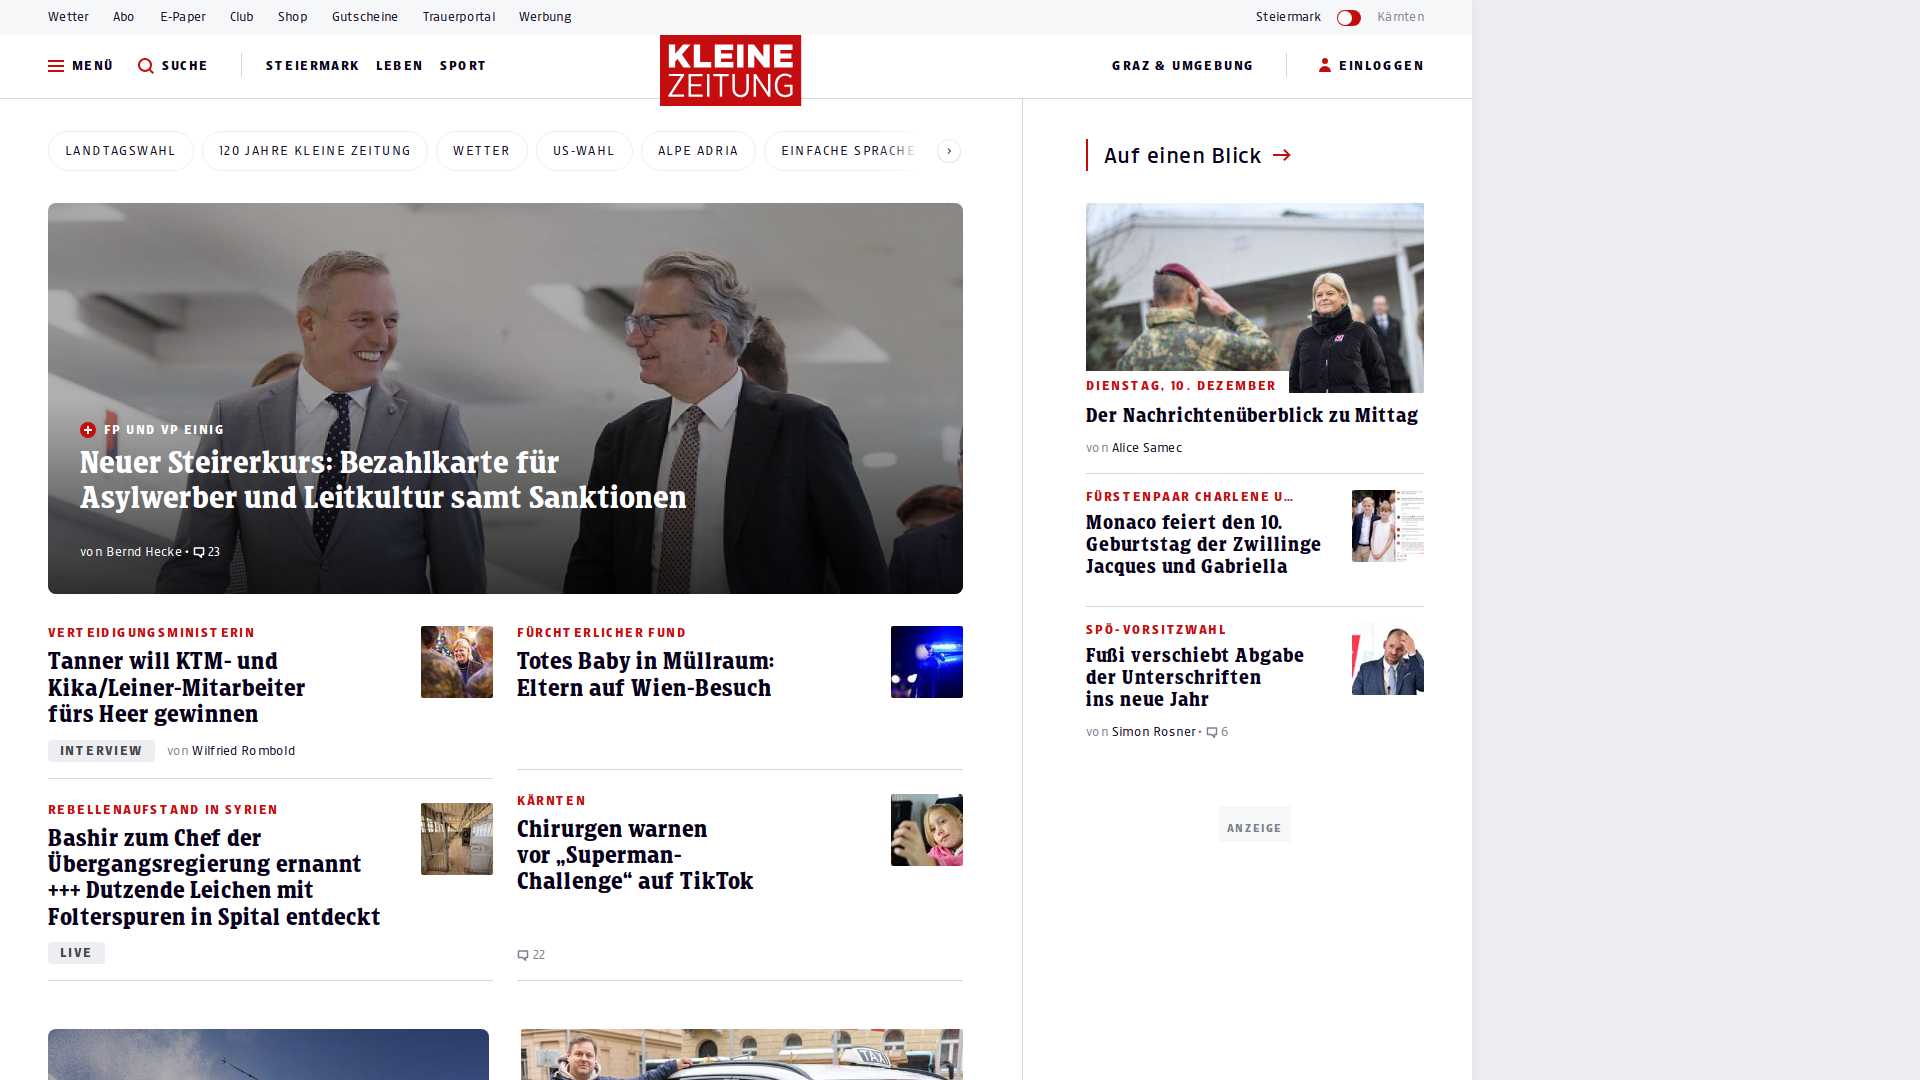 Wetter Abo E-Paper Club Shop Gutscheine Trauerportal Werbung
Steiermark Kärnten
MENÜ SUCHE STEIERMARK LEBEN SPORT
KLEINE
ZEITUNG
GRAZ & UMGEBUNG EINLOGGEN
LANDTAGSWAHL 120 JAHRE KLEINE ZEITUNG WETTER US-WAHL ALPE ADRIA EINFACHE SPRACHE
FP UND VP EINIG
Neuer Steirerkurs: Bezahlkarte für
Asylwerber und Leitkultur samt Sanktionen
von Bernd Hecke • 23
VERTEIDIGUNGSMINISTERIN
Tanner will KTM- und
Kika/Leiner-Mitarbeiter
fürs Heer gewinnen
INTERVIEW von Wilfried Rombold
FÜRCHTERLICHER FUND
Totes Baby in Müllraum:
Eltern auf Wien-Besuch
REBELLENAUFSTAND IN SYRIEN
Bashir zum Chef der
Übergangsregierung ernannt
+++ Dutzende Leichen mit
Folterspuren in Spital entdeckt
LIVE
KÄRNTEN
Chirurgen warnen
vor „Superman-
Challenge“ auf TikTok
22
TAXI
Auf einen Blick
DIENSTAG, 10. DEZEMBER
Der Nachrichtenüberblick zu Mittag
von Alice Samec
FÜRSTENPAAR CHARLENE U…
Monaco feiert den 10.
Geburtstag der Zwillinge
Jacques und Gabriella
SPÖ-VORSITZWAHL
Fußi verschiebt Abgabe
der Unterschriften
ins neue Jahr
von Simon Rosner • 6
ANZEIGE